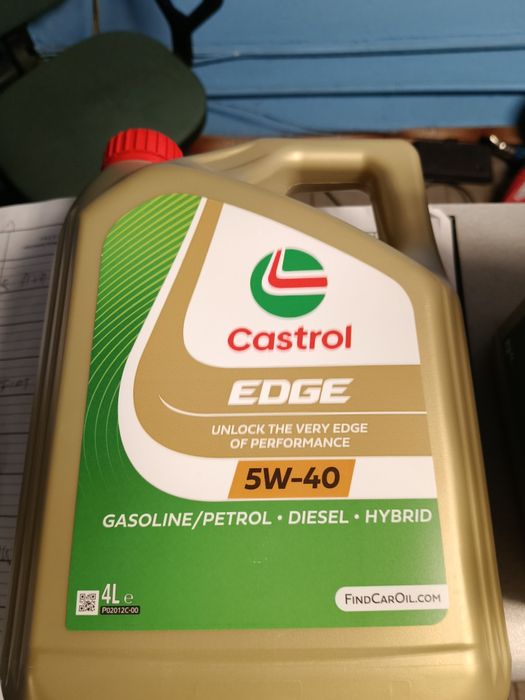 Castrol
EDGE
UNLOCK THE VERY EDGE
OF PERFORMANCE
5W-40
GASOLINE/PETROL • DIESEL • HYBRID
4L e
P02012C-00
FINDCAROIL.COM